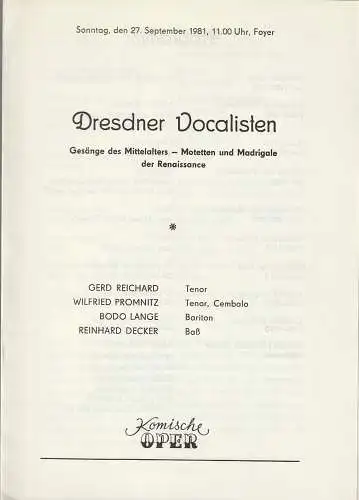 Sonntag, den 27. September 1981, 11.00 Uhr, Foyer
Dresdner Vocalisten
Gesänge des Mittelalters – Motetten und Madrigale
der Renaissance
*
GERD REICHARD Tenor
WILFRIED PROMNITZ Tenor, Cembalo
BODO LANGE Bariton
REINHARD DECKER Baß
Komische
OPER